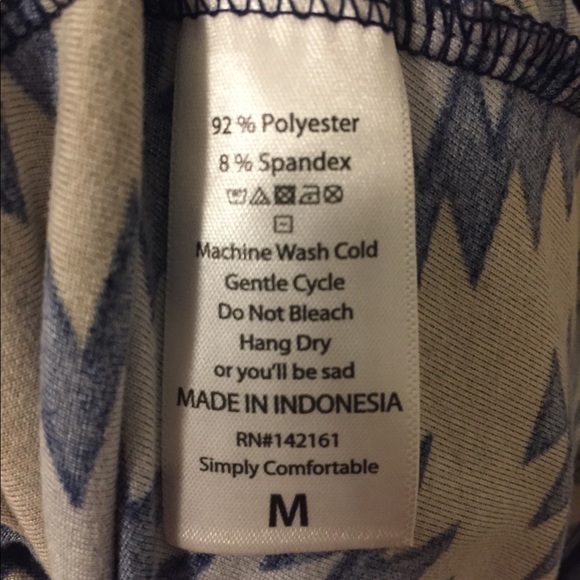 92 % Polyester
8 % Spandex
Machine Wash Cold
Gentle Cycle
Do Not Bleach
Hang Dry
or you'll be sad
MADE IN INDONESIA
RN#142161
Simply Comfortable
M